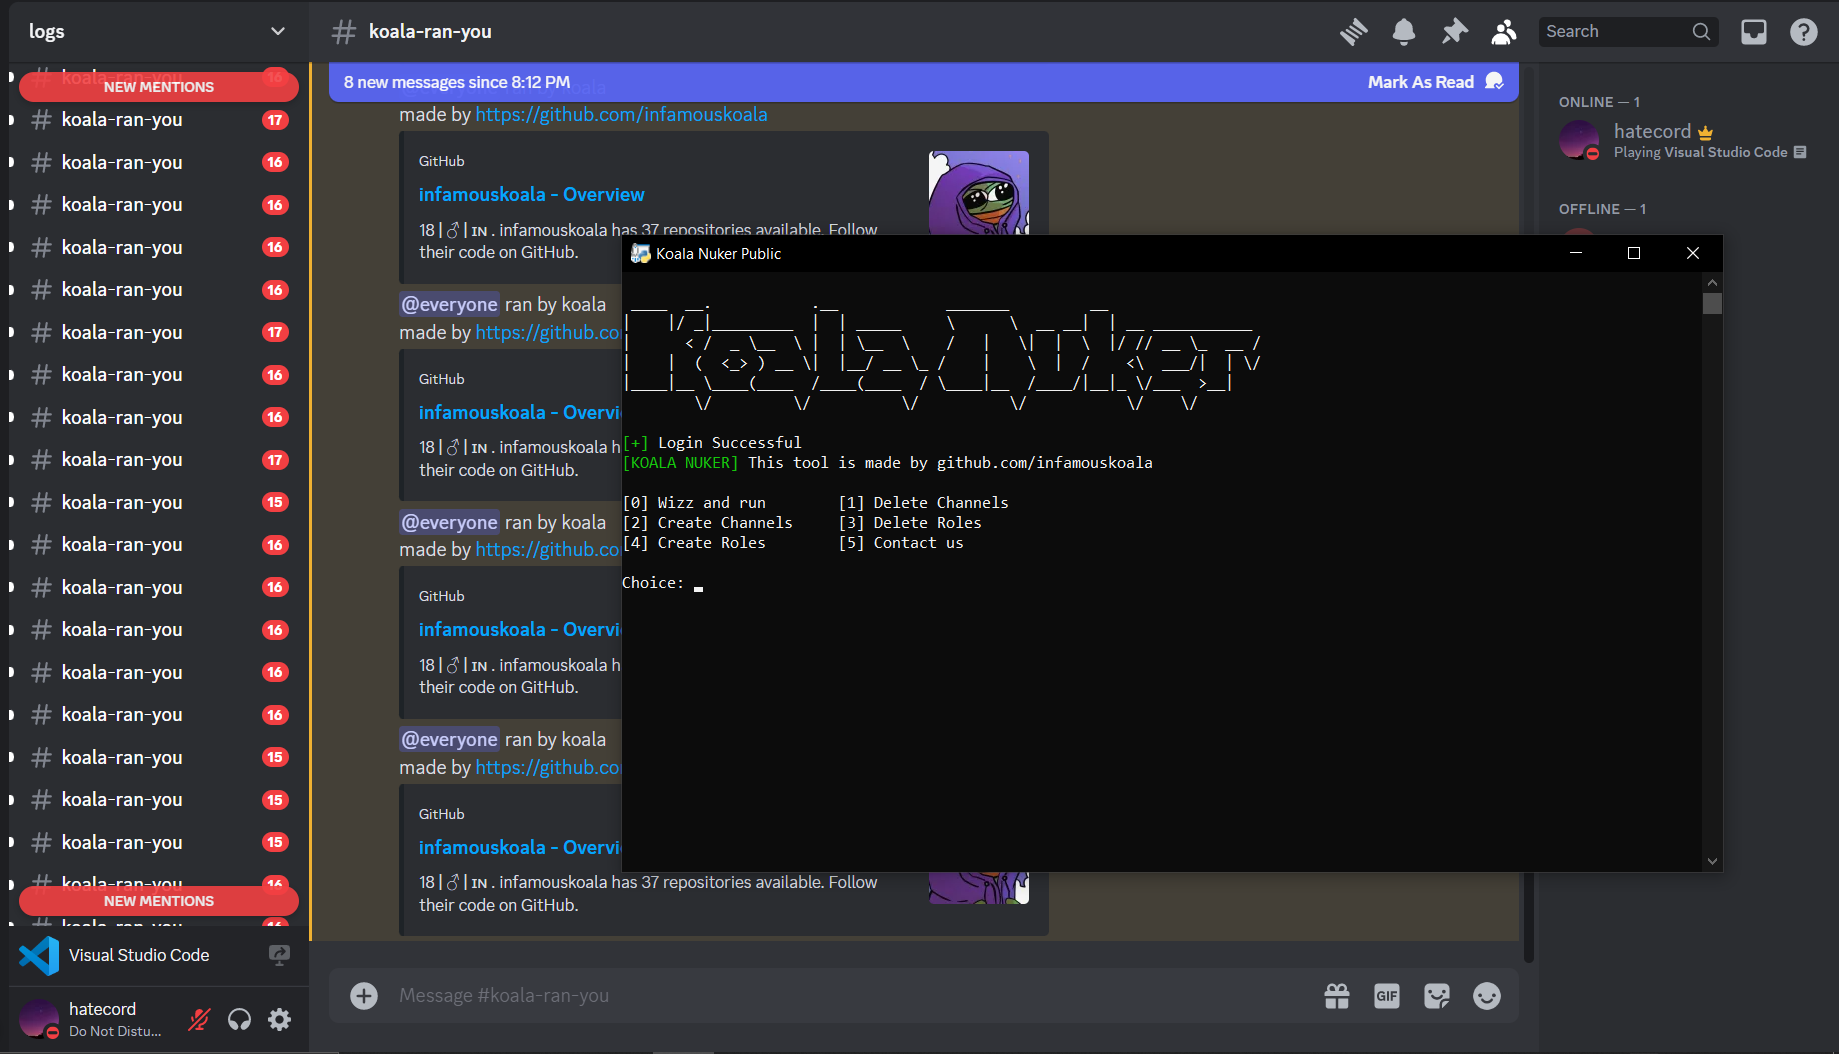 logs
koala-ran-you
Search
koala-ran-you 16
NEW MENTIONS
koala-ran-you 17
koala-ran-you 16
koala-ran-you 16
koala-ran-you 16
koala-ran-you 16
koala-ran-you 17
koala-ran-you 16
koala-ran-you 16
koala-ran-you 17
koala-ran-you 15
koala-ran-you 16
koala-ran-you 16
koala-ran-you 16
koala-ran-you 16
koala-ran-you 16
koala-ran-you 15
koala-ran-you 15
koala-ran-you 15
koala-ran-you 16
NEW MENTIONS
koala-ran-you 16
Visual Studio Code
hatecord
Do Not Distu...
8 new messages since 8:12 PM
Mark As Read
made by https://github.com/infamouskoala
GitHub
infamouskoala - Overview
18 | ♂ | IN . infamouskoala has 37 repositories available. Follow
their code on GitHub.
@everyone ran by koala
made by https://github.co
GitHub
infamouskoala - Overvi
18 | ♂ | IN . infamouskoala h
their code on GitHub.
@everyone ran by koala
made by https://github.co
GitHub
infamouskoala - Overvi
18 | ♂ | IN . infamouskoala h
their code on GitHub.
@everyone ran by koala
made by https://github.co
GitHub
infamouskoala - Overvi
18 | ♂ | IN . infamouskoala has 37 repositories available. Follow
their code on GitHub.
Message #koala-ran-you
GIF
Koala Nuker Public
Koala Nuker
[+] Login Successful
[KOALA NUKER] This tool is made by github.com/infamouskoala
[0] Wizz and run [1] Delete Channels
[2] Create Channels [3] Delete Roles
[4] Create Roles [5] Contact us
Choice:
ONLINE — 1
hatecord
Playing Visual Studio Code
OFFLINE — 1